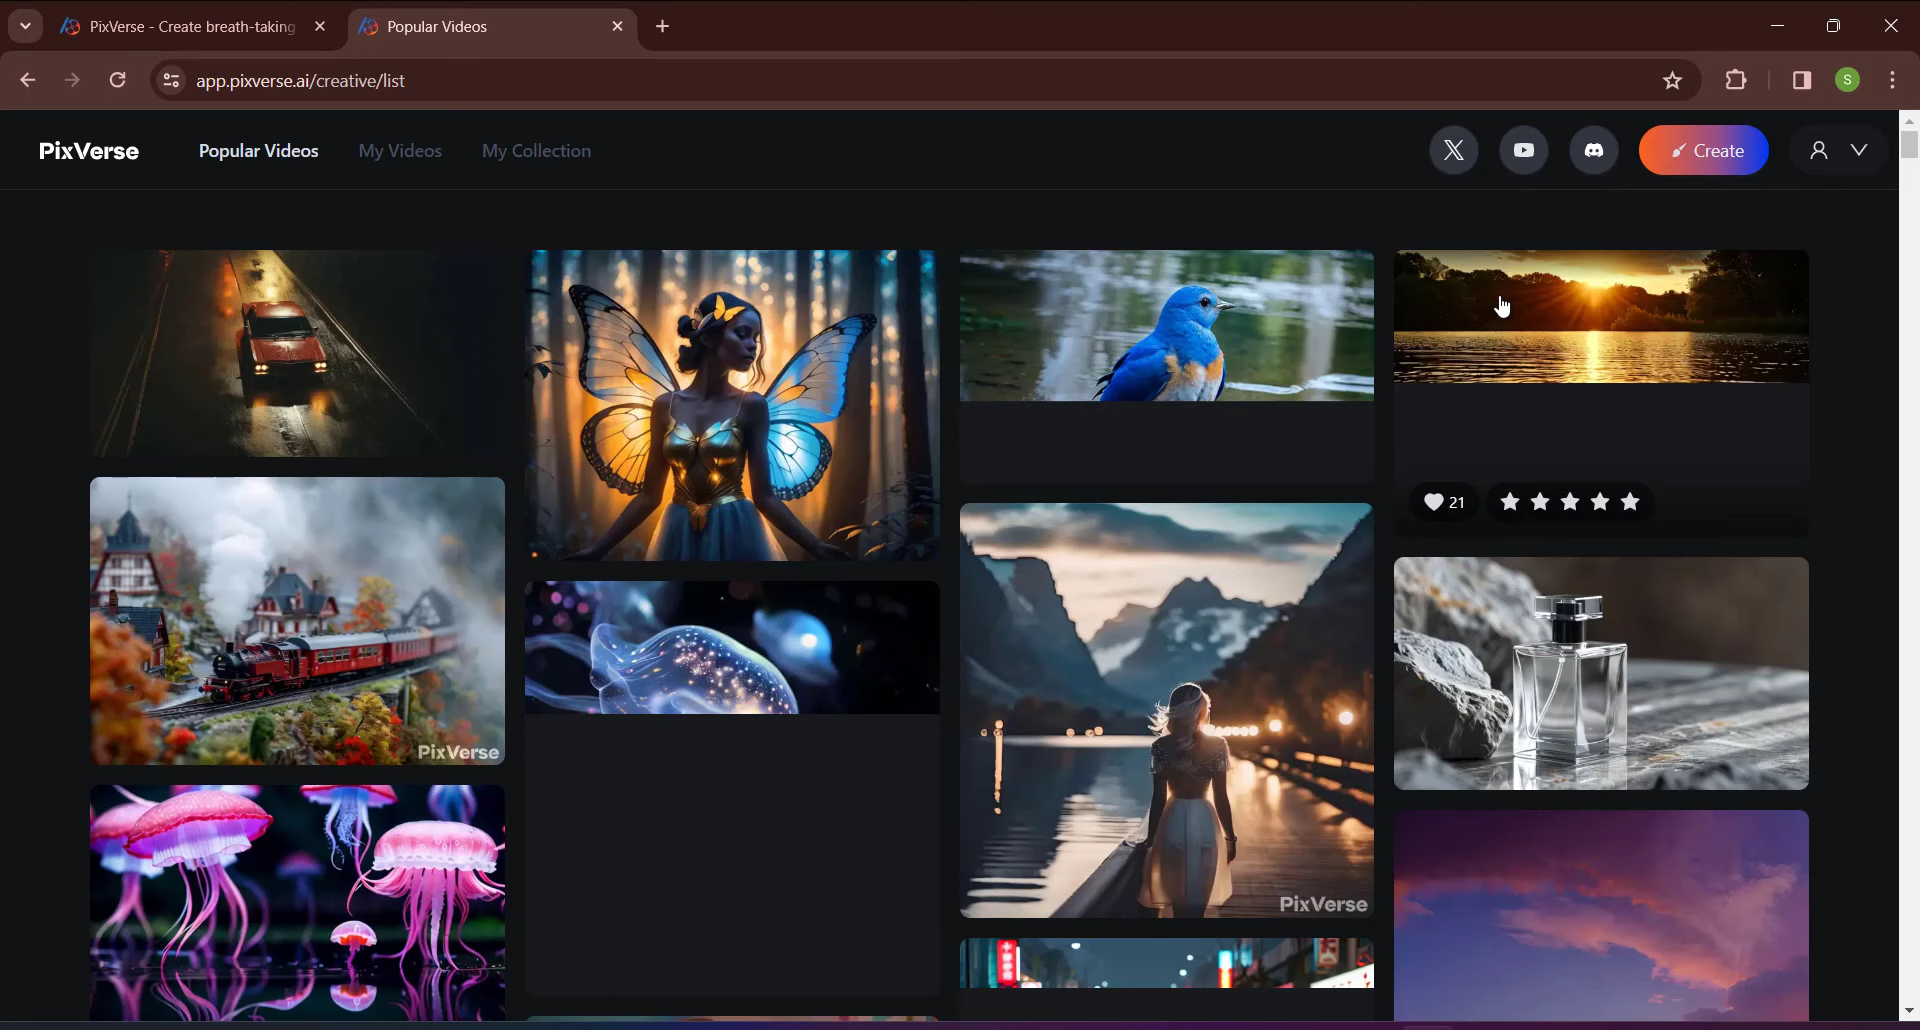 PixVerse - Create breath-taking
Popular Videos
app.pixverse.ai/creative/list
S
PixVerse
Popular Videos
My Videos
My Collection
Create
21
PixVerse
PixVerse